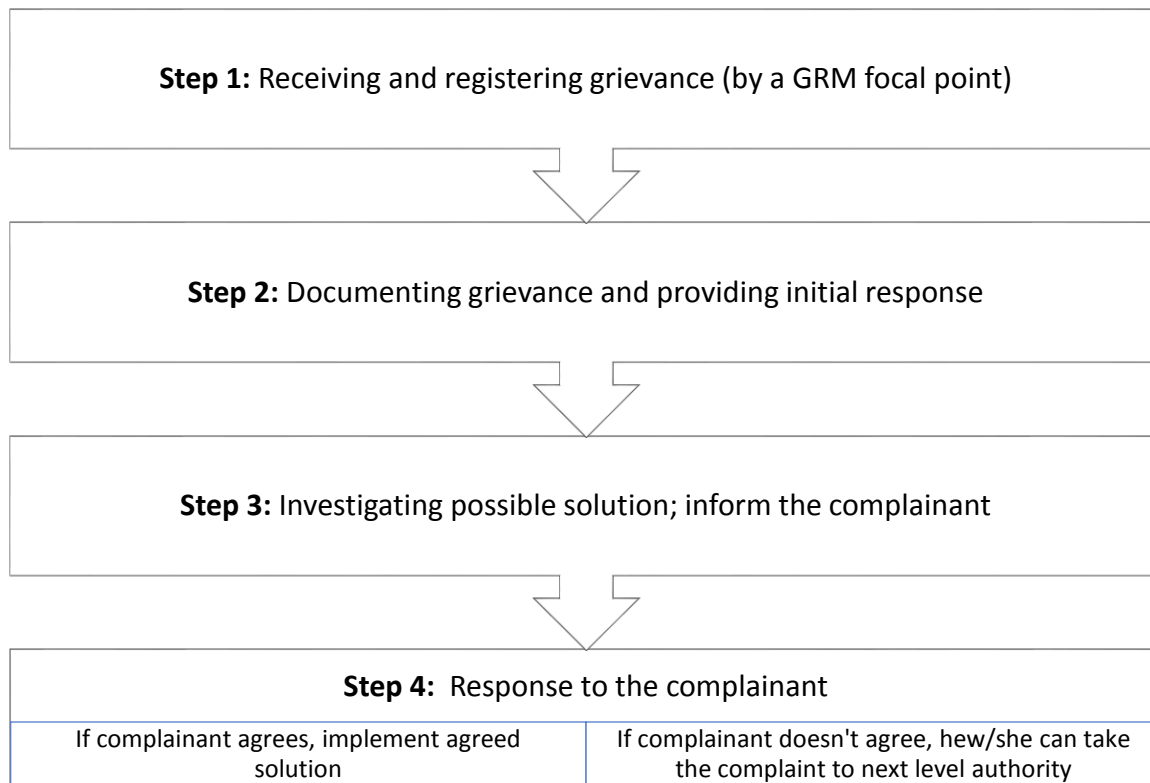 Step 1: Receiving and registering grievance (by a GRM focal point)
Step 2: Documenting grievance and providing initial response
Step 3: Investigating possible solution; inform the complainant
Step 4: Response to the complainant
If complainant agrees, implement agreed
solution
If complainant doesn't agree, hew/she can take
the complaint to next level authority